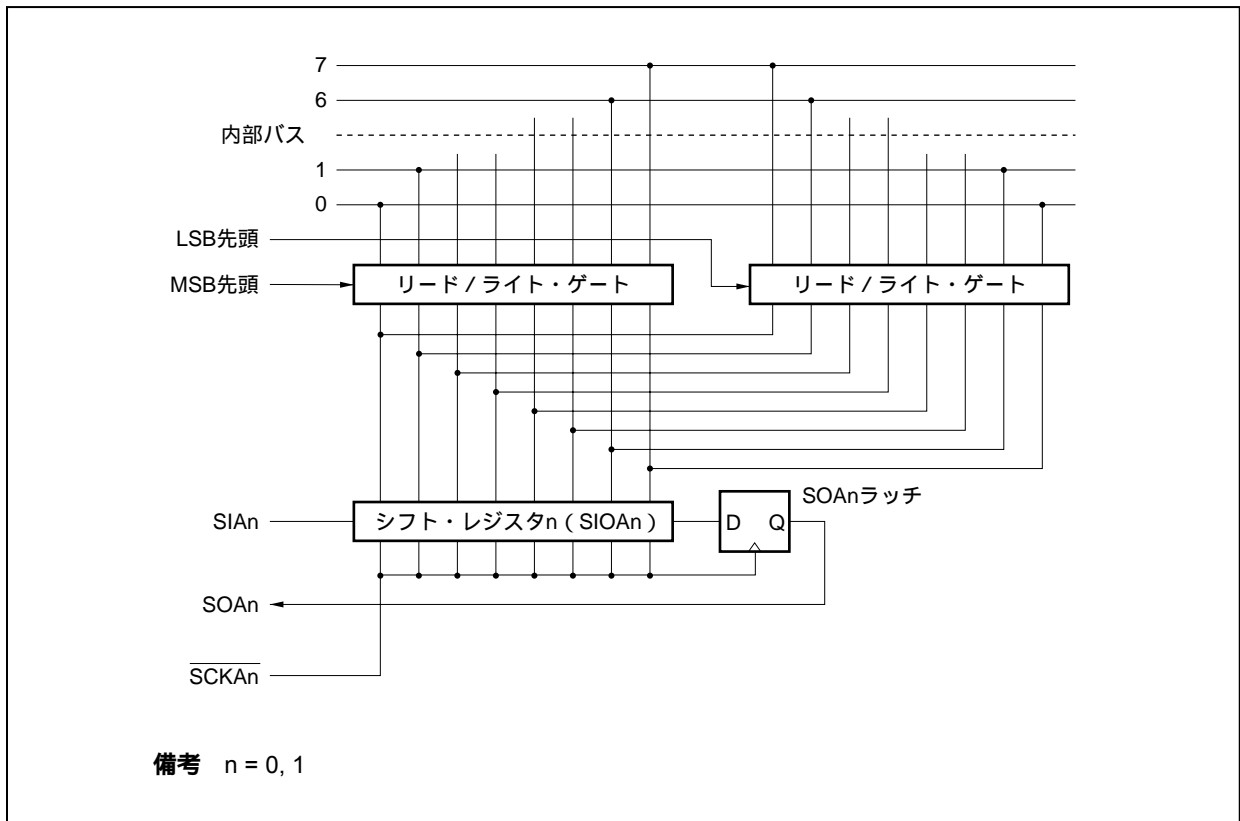 7
6
内部バス
1
0
LSB先頭
MSB先頭
リード / ライト・ゲート
リード / ライト・ゲート
SOAnラッチ
SIAn
シフト・レジスタn（SIOAn）
D Q
SOAn
SCKAn
備考 n = 0, 1